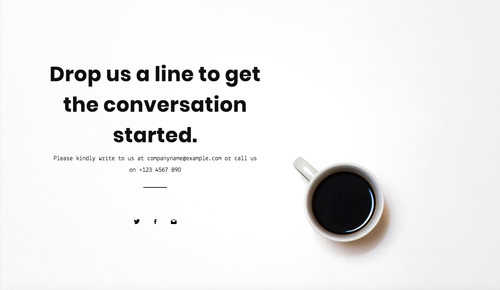 Drop us a line to get
the conversation
started.
Please kindly write to us at companyname@example.com or call us
on +123 4567 890